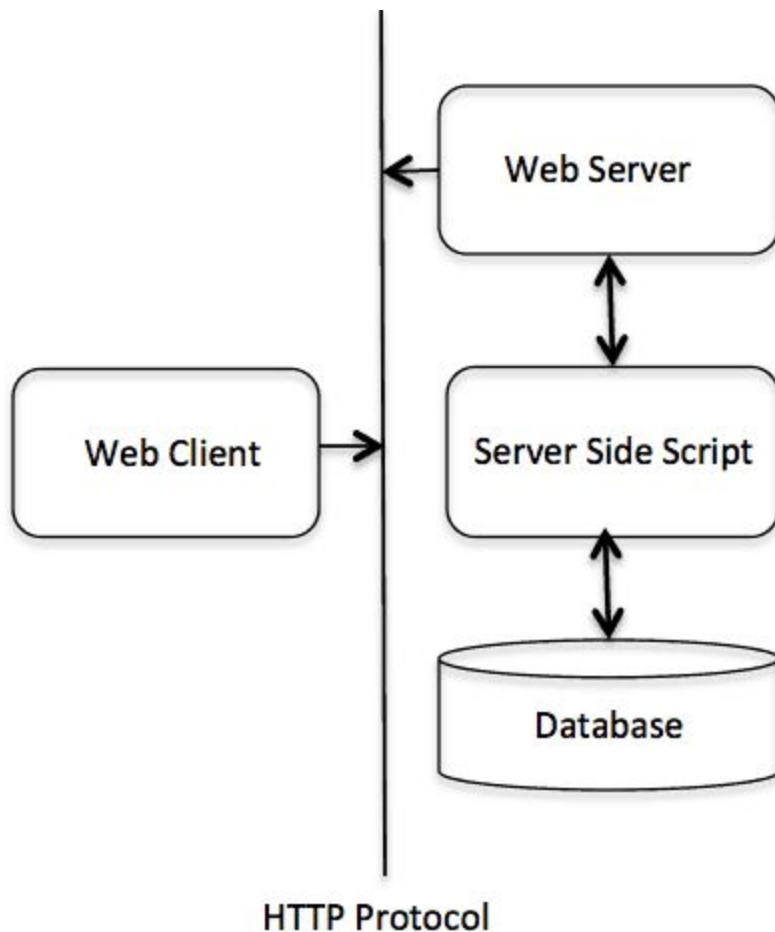 Web Server
Web Client
Server Side Script
Database
HTTP Protocol